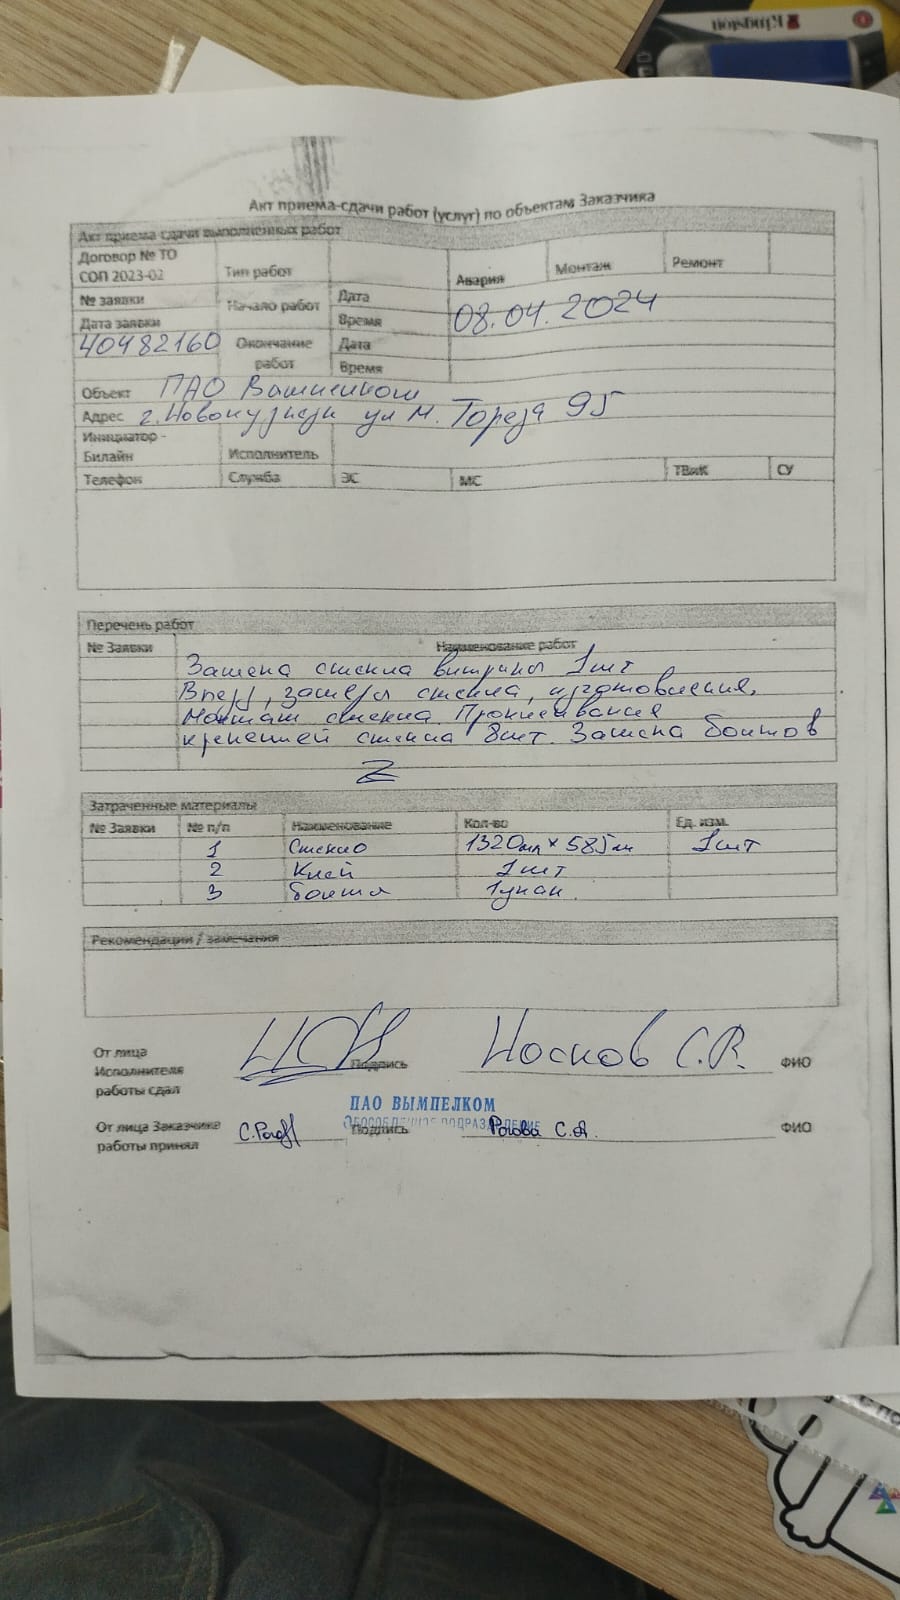 Kingston
Акт приема-сдачи работ (услуг) по объектам Заказчика
Акт приема сдачи выполненных работ
Договор № ТО СОП 2023-02
Тип работ
Авария
Монтаж
Ремонт
№ заявки
Начало работ
Дата
08.04.2024
Время
Дата заявки
40482160
Окончание работ
Дата
Время
Объект ПАО Вымпелком
Адрес г. Новокузнецк ул М. Тореза 95
Инициатор - Билайн
Исполнитель
Телефон
Служба
ЭС
МС
ТВиК
СУ
Перечень работ
№ Заявки
Наименование работ
Замена стекла витрины 1шт
замера стекла, изготовления,
Монтаж стекла. Проклеивания
креплений стекла 8шт. Замена болтов
Затраченные материалы
№ Заявки № п/п Наименование Кол-во Ед. изм.
1 Стекло 1320мм х 585мм 1шт
2 Клей 1шт
3 болты 1упак.
Рекомендации / замечания
От лица
Исполнителя
работы сдал
Подпись
Носков С.В.
ФИО
ПАО ВЫМПЕЛКОМ
ОБОСОБЛЕННОЕ ПОДРАЗДЕЛЕНИЕ
От лица Заказчика
работы принял
Подпись
Рогова С.А.
ФИО